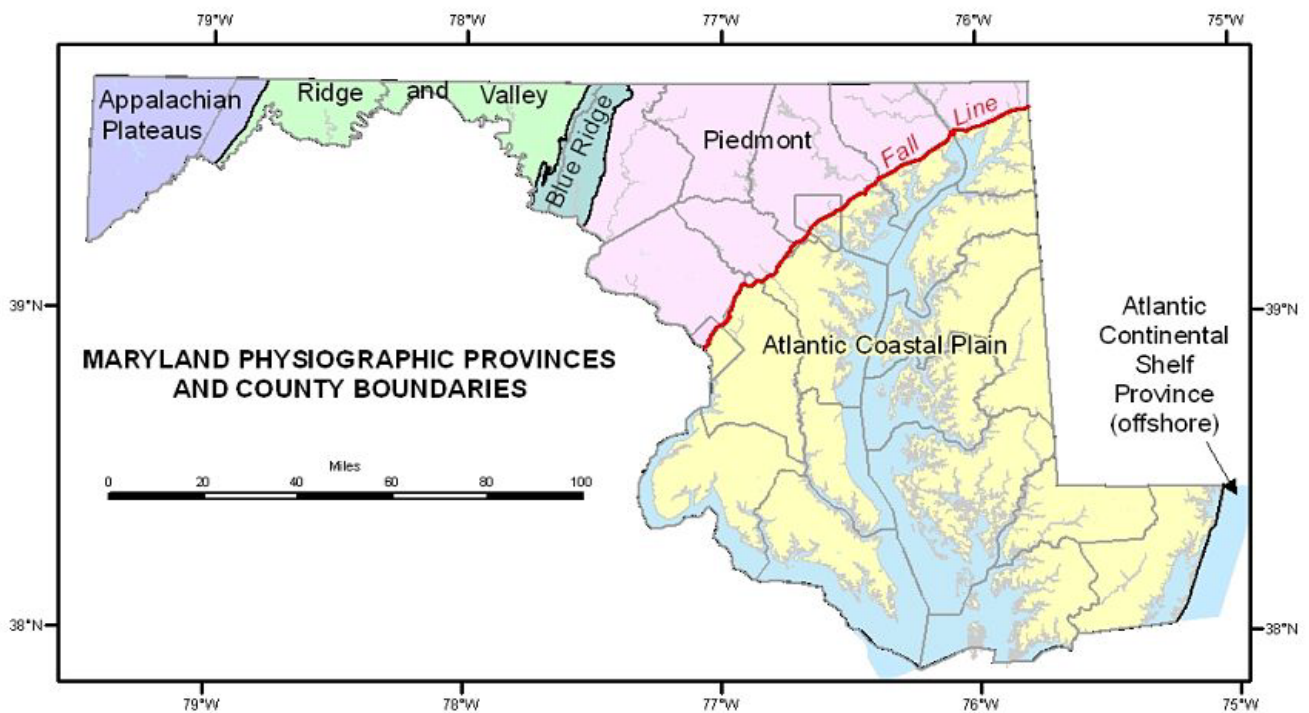 79°W 78°W 77°W 76°W 75°W
Appalachian
Plateaus
Ridge and Valley
Blue Ridge
Piedmont
Fall Line
39°N 39°N
MARYLAND PHYSIOGRAPHIC PROVINCES
AND COUNTY BOUNDARIES
Atlantic Coastal Plain
Atlantic
Continental
Shelf
Province
(offshore)
Miles
0 20 40 60 80 100
38°N 38°N
79°W 78°W 77°W 76°W 75°W